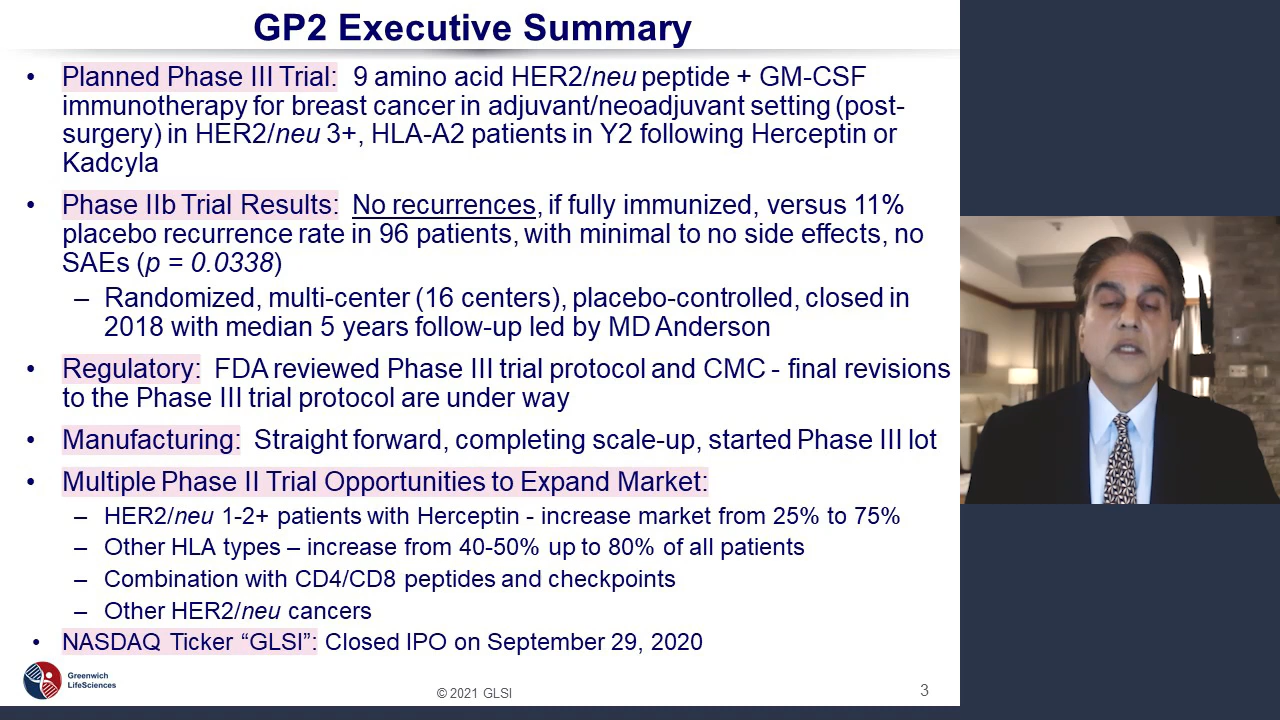 GP2 Executive Summary
• Planned Phase III Trial: 9 amino acid HER2/neu peptide + GM-CSF
immunotherapy for breast cancer in adjuvant/neoadjuvant setting (post-
surgery) in HER2/neu 3+, HLA-A2 patients in Y2 following Herceptin or
Kadcyla
• Phase IIb Trial Results: No recurrences, if fully immunized, versus 11%
placebo recurrence rate in 96 patients, with minimal to no side effects, no
SAEs (p = 0.0338)
– Randomized, multi-center (16 centers), placebo-controlled, closed in
2018 with median 5 years follow-up led by MD Anderson
• Regulatory: FDA reviewed Phase III trial protocol and CMC - final revisions
to the Phase III trial protocol are under way
• Manufacturing: Straight forward, completing scale-up, started Phase III lot
• Multiple Phase II Trial Opportunities to Expand Market:
– HER2/neu 1-2+ patients with Herceptin - increase market from 25% to 75%
– Other HLA types – increase from 40-50% up to 80% of all patients
– Combination with CD4/CD8 peptides and checkpoints
– Other HER2/neu cancers
• NASDAQ Ticker “GLSI”: Closed IPO on September 29, 2020
Greenwich
LifeSciences
© 2021 GLSI
3